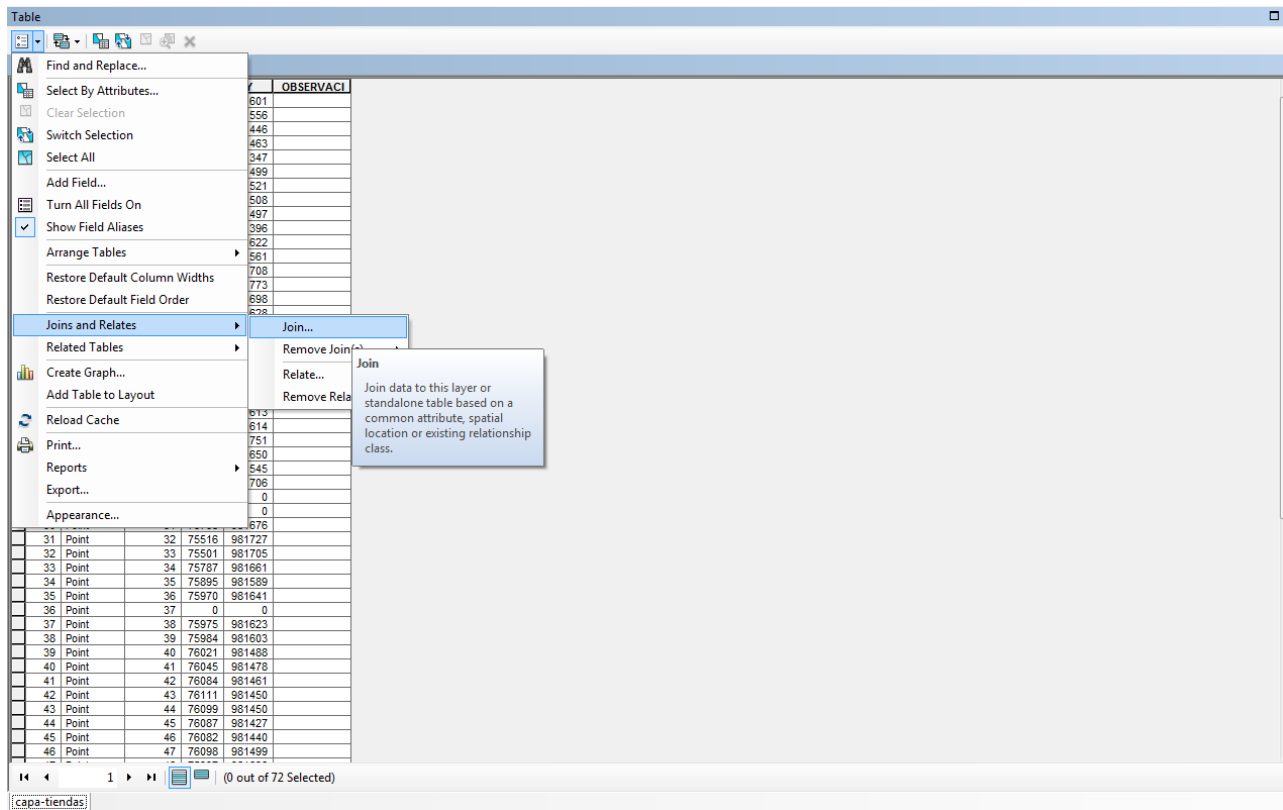 Table
Find and Replace...
Select By Attributes...
Clear Selection
Switch Selection
Select All
Add Field...
Turn All Fields On
Show Field Aliases
Arrange Tables
Restore Default Column Widths
Restore Default Field Order
Joins and Relates
Related Tables
Create Graph...
Add Table to Layout
Reload Cache
Print...
Reports
Export...
Appearance...
Join...
Remove Join(s)
Relate...
Remove Rela
Join
Join data to this layer or
standalone table based on a
common attribute, spatial
location or existing relationship
class.
OBSERVACI
601
556
446
463
347
499
521
508
497
396
622
561
708
773
698
628
613
614
751
650
545
706
0
0
676
31 Point 32 75516 981727
32 Point 33 75501 981705
33 Point 34 75787 981661
34 Point 35 75895 981589
35 Point 36 75970 981641
36 Point 37 0 0
37 Point 38 75975 981623
38 Point 39 75984 981603
39 Point 40 76021 981488
40 Point 41 76045 981478
41 Point 42 76084 981461
42 Point 43 76111 981450
43 Point 44 76099 981450
44 Point 45 76087 981427
45 Point 46 76082 981440
46 Point 47 76098 981499
1 (0 out of 72 Selected)
capa-tiendas